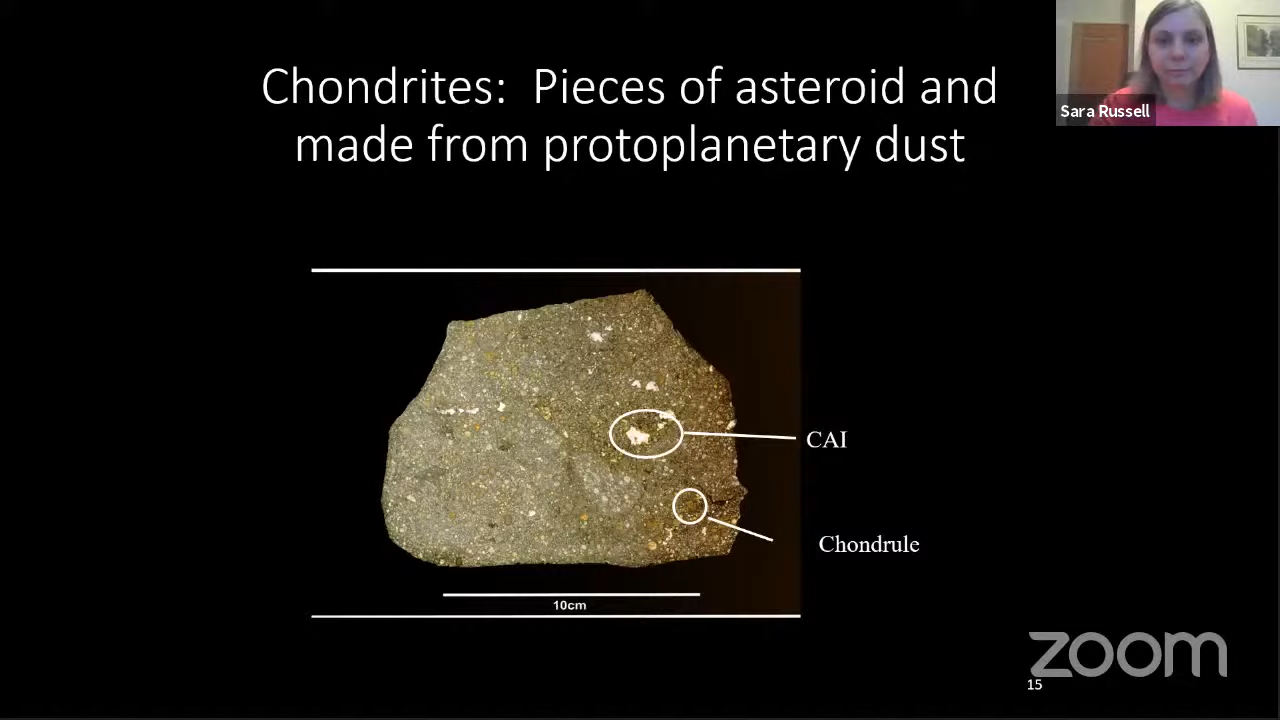 Chondrites:  Pieces of asteroid and
made from protoplanetary dust
Sara Russell
CAI
Chondrule
10cm
zoom
15